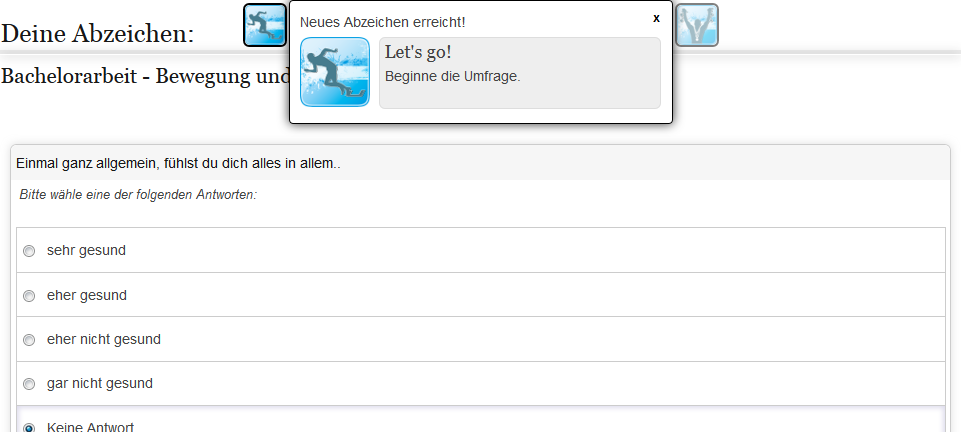 Deine Abzeichen:
Neues Abzeichen erreicht!
x
Let's go!
Beginne die Umfrage.
Bachelorarbeit - Bewegung und
Einmal ganz allgemein, fühlst du dich alles in allem..
Bitte wähle eine der folgenden Antworten:
sehr gesund
eher gesund
eher nicht gesund
gar nicht gesund
Keine Antwort